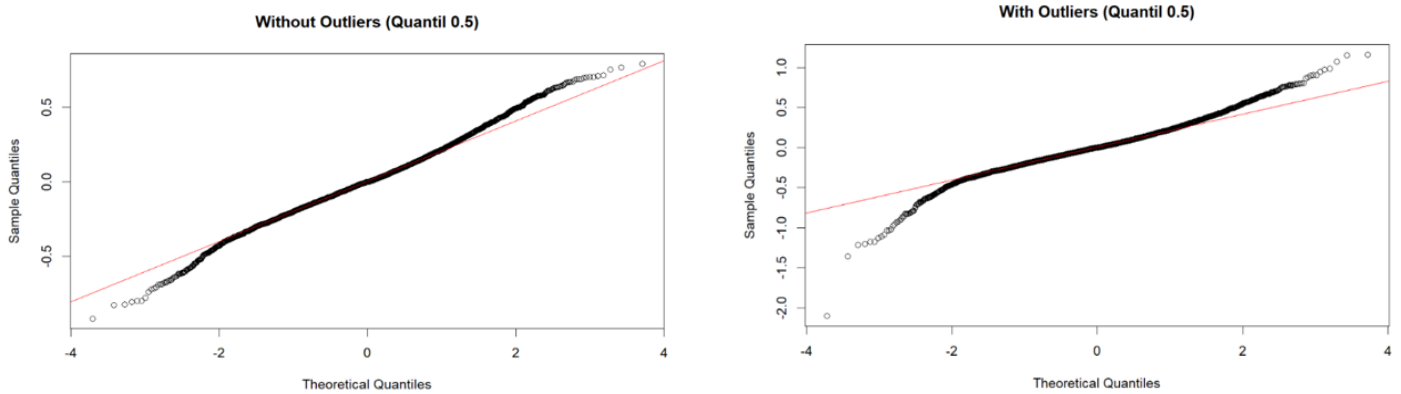 Without Outliers (Quantil 0.5)
Sample Quantiles
0.5
0.0
-0.5
-4 -2 0 2 4
Theoretical Quantiles
With Outliers (Quantil 0.5)
Sample Quantiles
1.0
0.5
0.0
-0.5
-1.0
-1.5
-2.0
-4 -2 0 2 4
Theoretical Quantiles